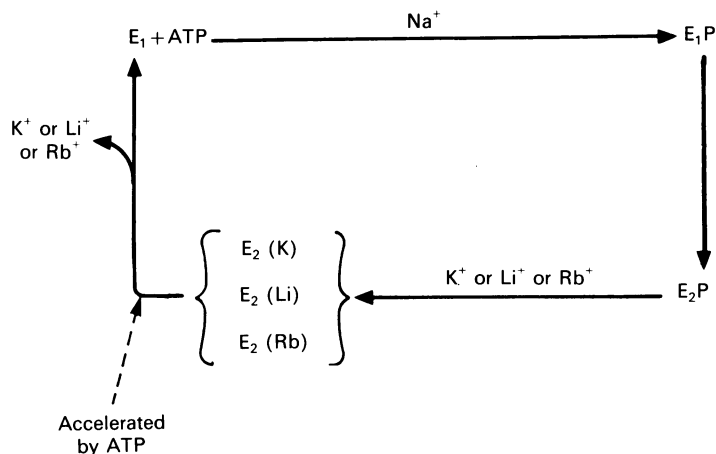 Na⁺
E₁ + ATP
E₁P
K⁺ or Li⁺
or Rb⁺
E₂ (K)
K⁺ or Li⁺ or Rb⁺
E₂ (Li)
E₂P
E₂ (Rb)
Accelerated
by ATP